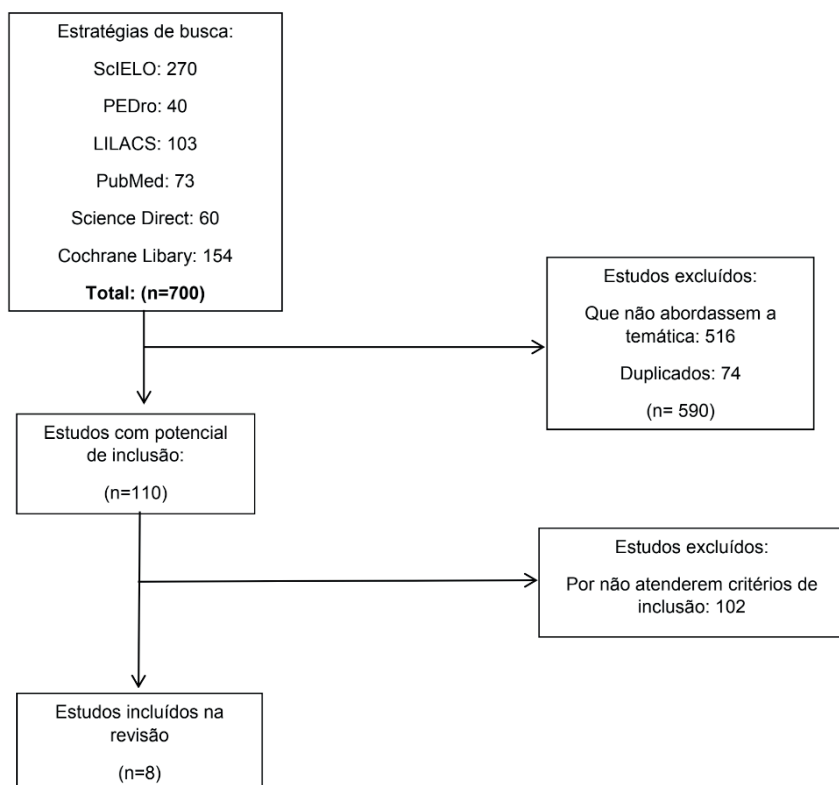 Estratégias de busca:
ScIELO: 270
PEDro: 40
LILACS: 103
PubMed: 73
Science Direct: 60
Cochrane Libary: 154
Total: (n=700)
Estudos excluídos:
Que não abordassem a
temática: 516
Duplicados: 74
(n= 590)
Estudos com potencial
de inclusão:
(n=110)
Estudos excluídos:
Por não atenderem critérios de
inclusão: 102
Estudos incluídos na
revisão
(n=8)